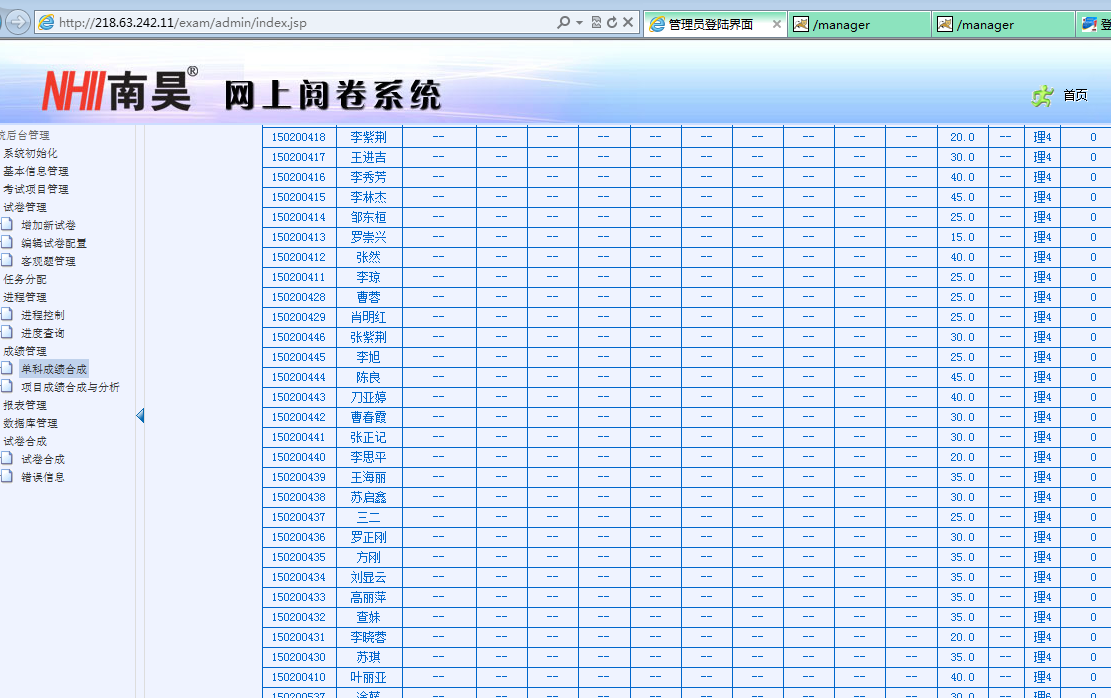 http://218.63.242.11/exam/admin/index.jsp 管理员登陆界面 /manager /manager
NHII南昊® 网上阅卷系统 首页
统后台管理
系统初始化
基本信息管理
考试项目管理
试卷管理
增加新试卷
编辑试卷配置
客观题管理
任务分配
进程管理
进程控制
进度查询
成绩管理
单科成绩合成
项目成绩合成与分析
报表管理
数据库管理
试卷合成
试卷合成
错误信息
150200418 李紫荆 -- -- -- -- -- -- -- -- -- -- 20.0 -- 理4 0
150200417 王进吉 -- -- -- -- -- -- -- -- -- -- 30.0 -- 理4 0
150200416 李秀芳 -- -- -- -- -- -- -- -- -- -- 40.0 -- 理4 0
150200415 李林杰 -- -- -- -- -- -- -- -- -- -- 45.0 -- 理4 0
150200414 邹东桓 -- -- -- -- -- -- -- -- -- -- 25.0 -- 理4 0
150200413 罗崇兴 -- -- -- -- -- -- -- -- -- -- 15.0 -- 理4 0
150200412 张然 -- -- -- -- -- -- -- -- -- -- 40.0 -- 理4 0
150200411 李琼 -- -- -- -- -- -- -- -- -- -- 25.0 -- 理4 0
150200428 曹蓉 -- -- -- -- -- -- -- -- -- -- 25.0 -- 理4 0
150200429 肖明红 -- -- -- -- -- -- -- -- -- -- 25.0 -- 理4 0
150200446 张紫荆 -- -- -- -- -- -- -- -- -- -- 30.0 -- 理4 0
150200445 李旭 -- -- -- -- -- -- -- -- -- -- 25.0 -- 理4 0
150200444 陈良 -- -- -- -- -- -- -- -- -- -- 45.0 -- 理4 0
150200443 刀亚婷 -- -- -- -- -- -- -- -- -- -- 40.0 -- 理4 0
150200442 曹春霞 -- -- -- -- -- -- -- -- -- -- 30.0 -- 理4 0
150200441 张正记 -- -- -- -- -- -- -- -- -- -- 30.0 -- 理4 0
150200440 李思平 -- -- -- -- -- -- -- -- -- -- 20.0 -- 理4 0
150200439 王海丽 -- -- -- -- -- -- -- -- -- -- 35.0 -- 理4 0
150200438 苏启鑫 -- -- -- -- -- -- -- -- -- -- 30.0 -- 理4 0
150200437 三二 -- -- -- -- -- -- -- -- -- -- 25.0 -- 理4 0
150200436 罗正刚 -- -- -- -- -- -- -- -- -- -- 30.0 -- 理4 0
150200435 方刚 -- -- -- -- -- -- -- -- -- -- 35.0 -- 理4 0
150200434 刘显云 -- -- -- -- -- -- -- -- -- -- 35.0 -- 理4 0
150200433 高丽萍 -- -- -- -- -- -- -- -- -- -- 35.0 -- 理4 0
150200432 查妹 -- -- -- -- -- -- -- -- -- -- 35.0 -- 理4 0
150200431 李晓蓉 -- -- -- -- -- -- -- -- -- -- 20.0 -- 理4 0
150200430 苏琪 -- -- -- -- -- -- -- -- -- -- 35.0 -- 理4 0
150200410 叶丽亚 -- -- -- -- -- -- -- -- -- -- 40.0 -- 理4 0